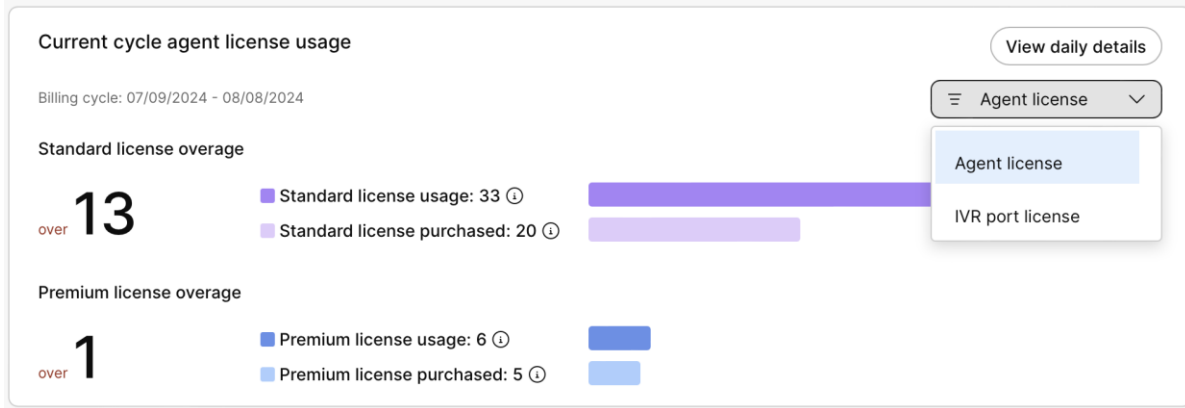 Current cycle agent license usage
View daily details
Billing cycle: 07/09/2024 - 08/08/2024
Agent license
Agent license
IVR port license
Standard license overage
over 13
Standard license usage: 33
Standard license purchased: 20
Premium license overage
over 1
Premium license usage: 6
Premium license purchased: 5